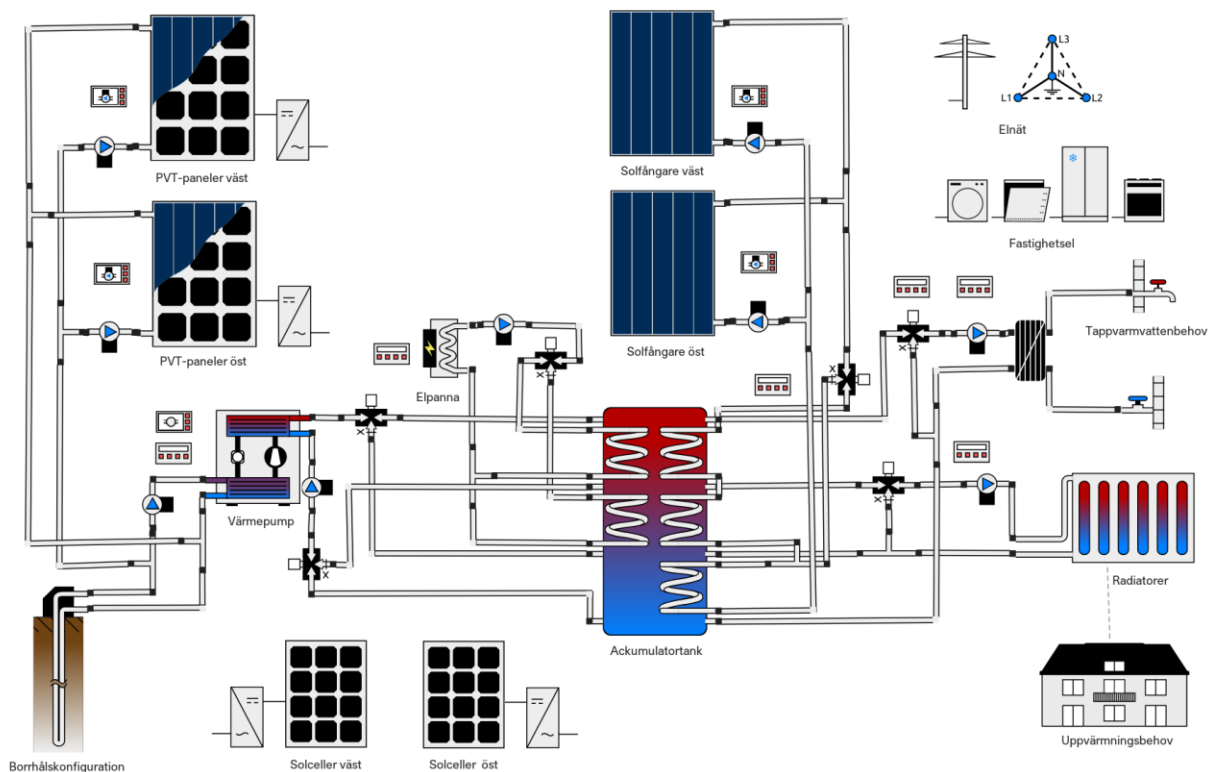 L3
N
L1
L2
Elnät
PVT-paneler väst
Solfångare väst
Fastighetsel
Tappvarmvattenbehov
PVT-paneler öst
Solfångare öst
Elpanna
X
X
X
X
X
Värmepump
X
X
Radiatorer
Ackumulatortank
Uppvärmningsbehov
Borrhålskonfiguration
Solceller väst
Solceller öst